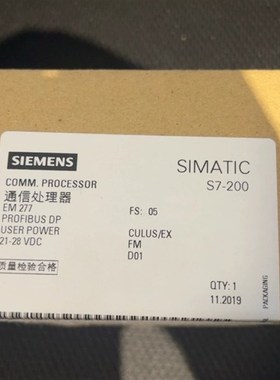 SIEMENS
SIMATIC
S7-200
COMM. PROCESSOR
通信处理器
EM 277
PROFIBUS DP
USER POWER
21-28 VDC
FS: 05
CULUS/EX
FM
D01
质量检验合格
QTY: 1
11.2019
PACKAGING